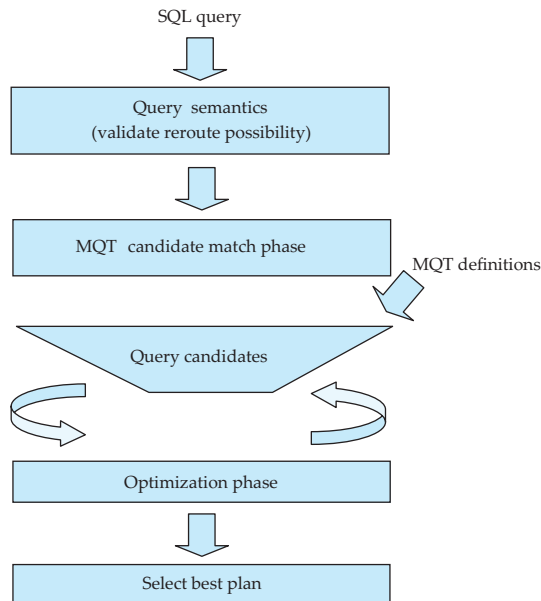 SQL query
Query semantics
(validate reroute possibility)
MQT candidate match phase
MQT definitions
Query candidates
Optimization phase
Select best plan